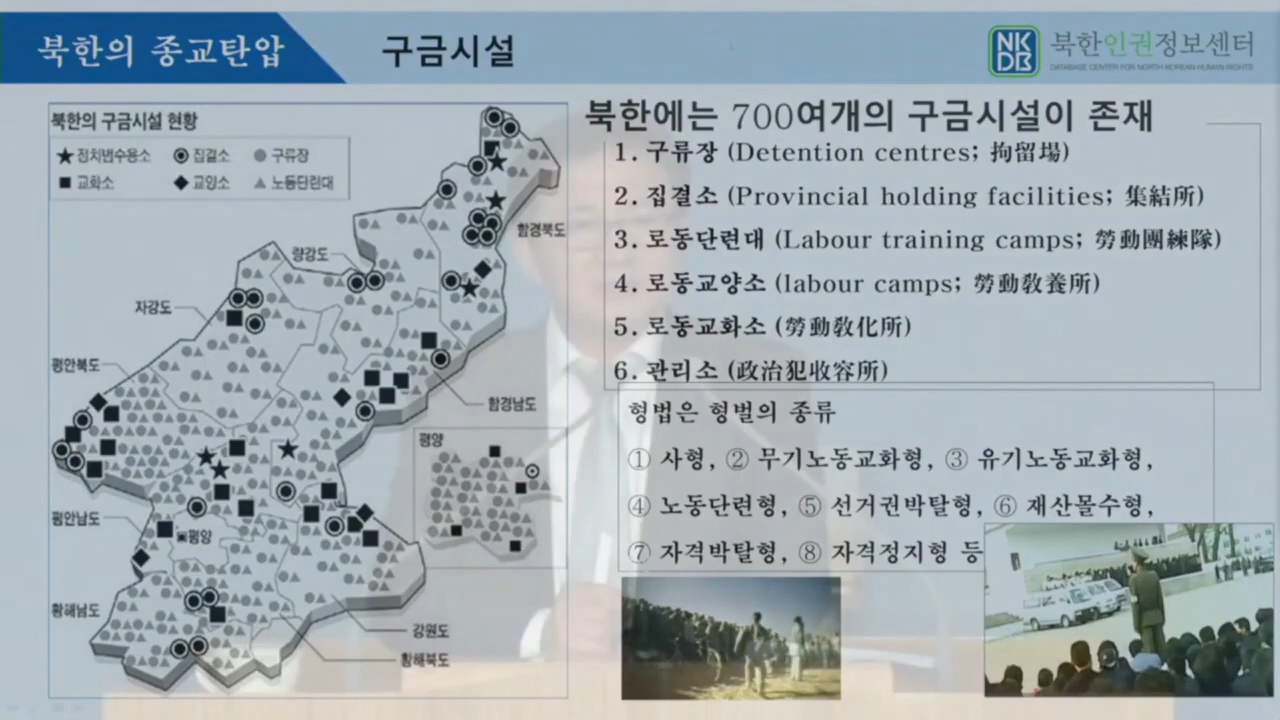 북한의 종교탄압
구금시설
NK
DB
북한인권정보센터
DATABASE CENTER FOR NORTH KOREAN HUMAN RIGHTS
북한의 구금시설 현황
★정치범수용소 ◉집결소 ●구류장
■교화소 ◆교양소 ▲노동단련대
함경북도
량강도
자강도
평안북도
함경남도
평양
평안남도
평양
황해남도
강원도
황해북도
북한에는 700여개의 구금시설이 존재
1. 구류장 (Detention centres; 拘留場)
2. 집결소 (Provincial holding facilities; 集結所)
3. 로동단련대 (Labour training camps; 勞動團練隊)
4. 로동교양소 (labour camps; 勞動敎養所)
5. 로동교화소 (勞動敎化所)
6. 관리소 (政治犯收容所)
형법은 형벌의 종류
① 사형, ② 무기노동교화형, ③ 유기노동교화형,
④ 노동단련형, ⑤ 선거권박탈형, ⑥ 재산몰수형,
⑦ 자격박탈형, ⑧ 자격정지형 등